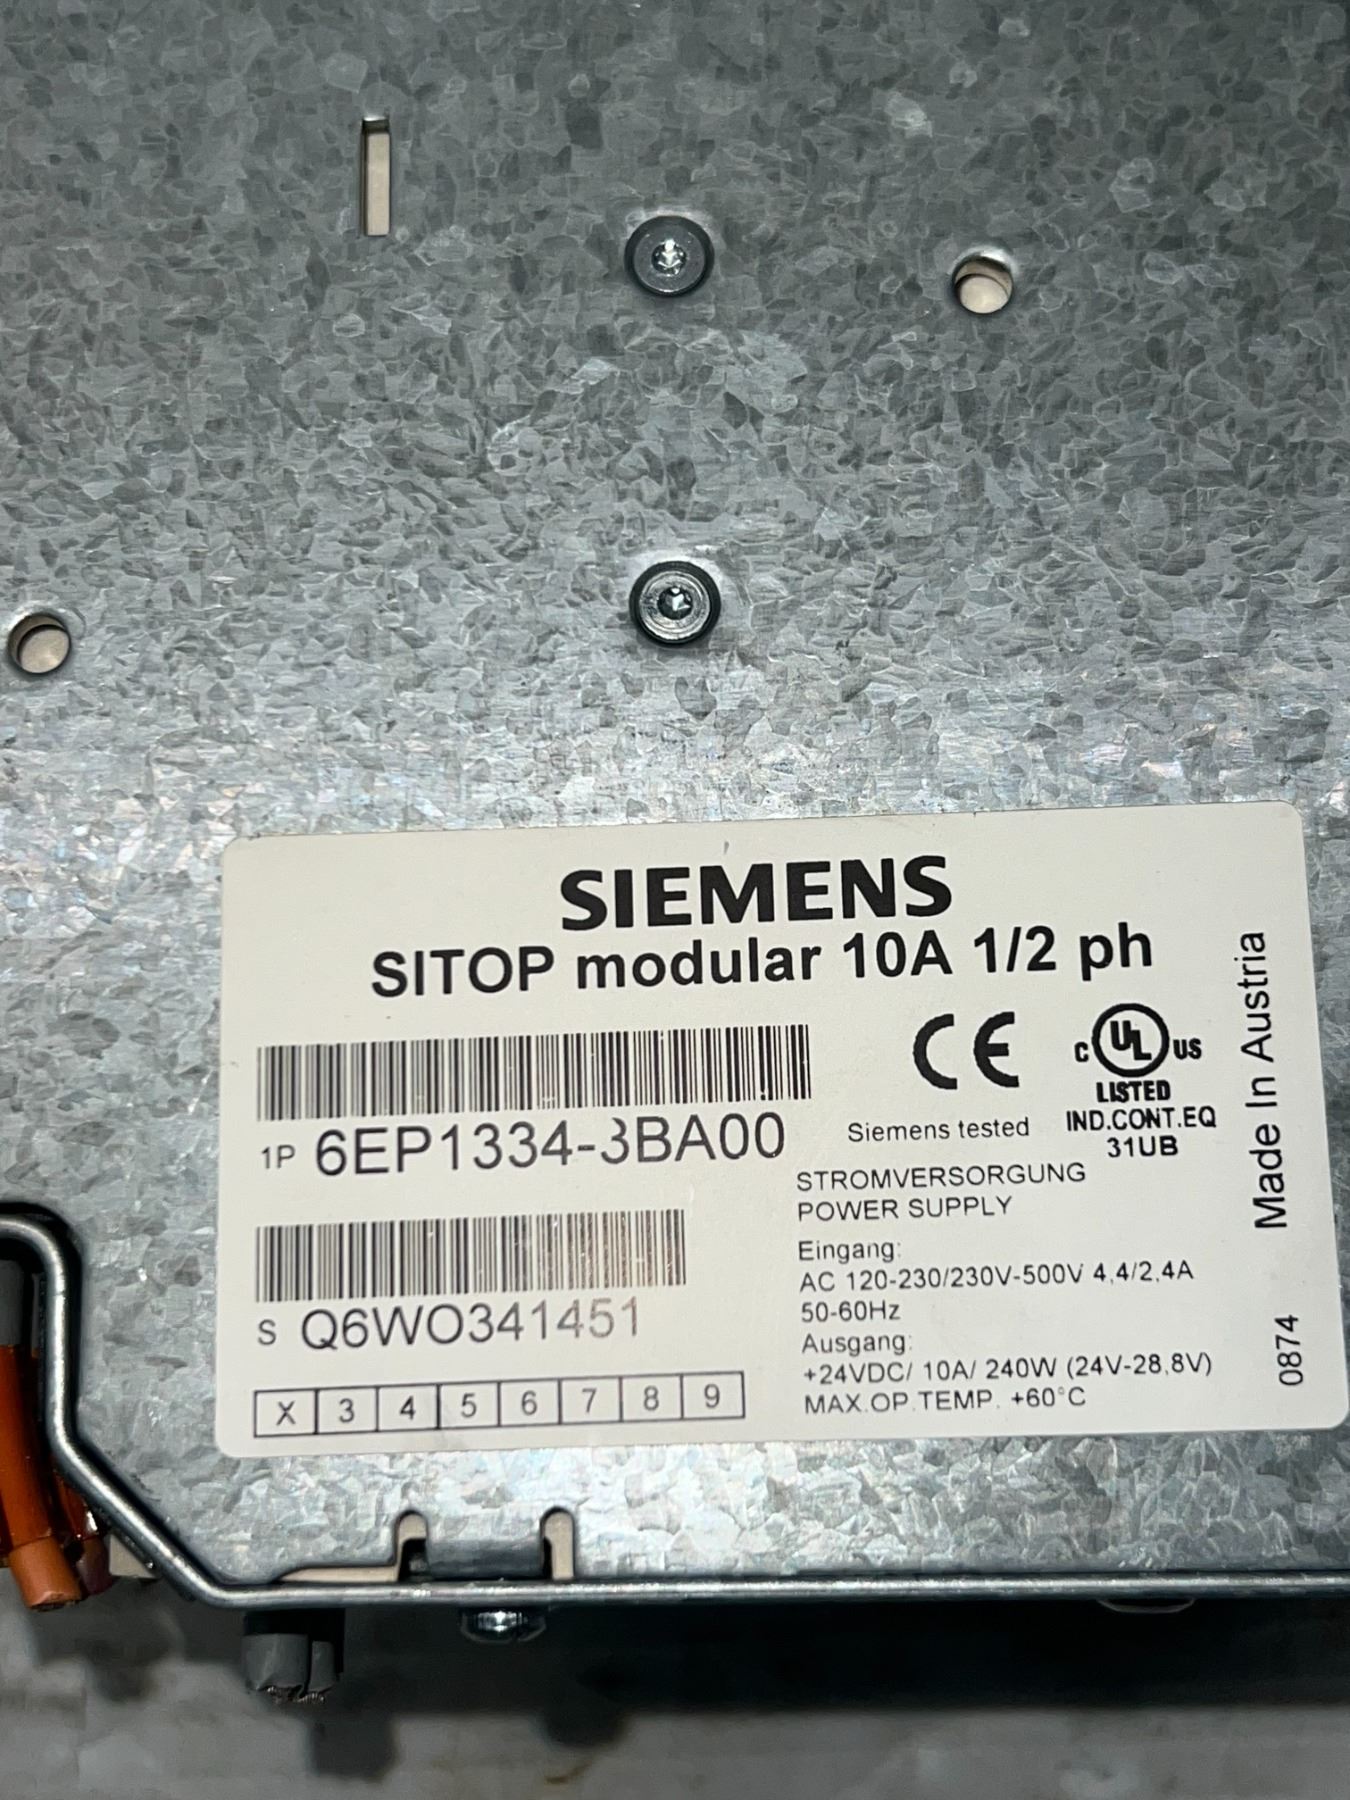 SIEMENS
SITOP modular 10A 1/2 ph
1P 6EP1334-3BA00
S Q6WO341451
X 3 4 5 6 7 8 9
CE
C UL US
LISTED
IND.CONT.EQ
31UB
Siemens tested
STROMVERSORGUNG
POWER SUPPLY
Eingang:
AC 120-230/230V-500V 4,4/2,4A
50-60Hz
Ausgang:
+24VDC/ 10A/ 240W (24V-28,8V)
MAX.OP.TEMP. +60°C
Made In Austria
0874